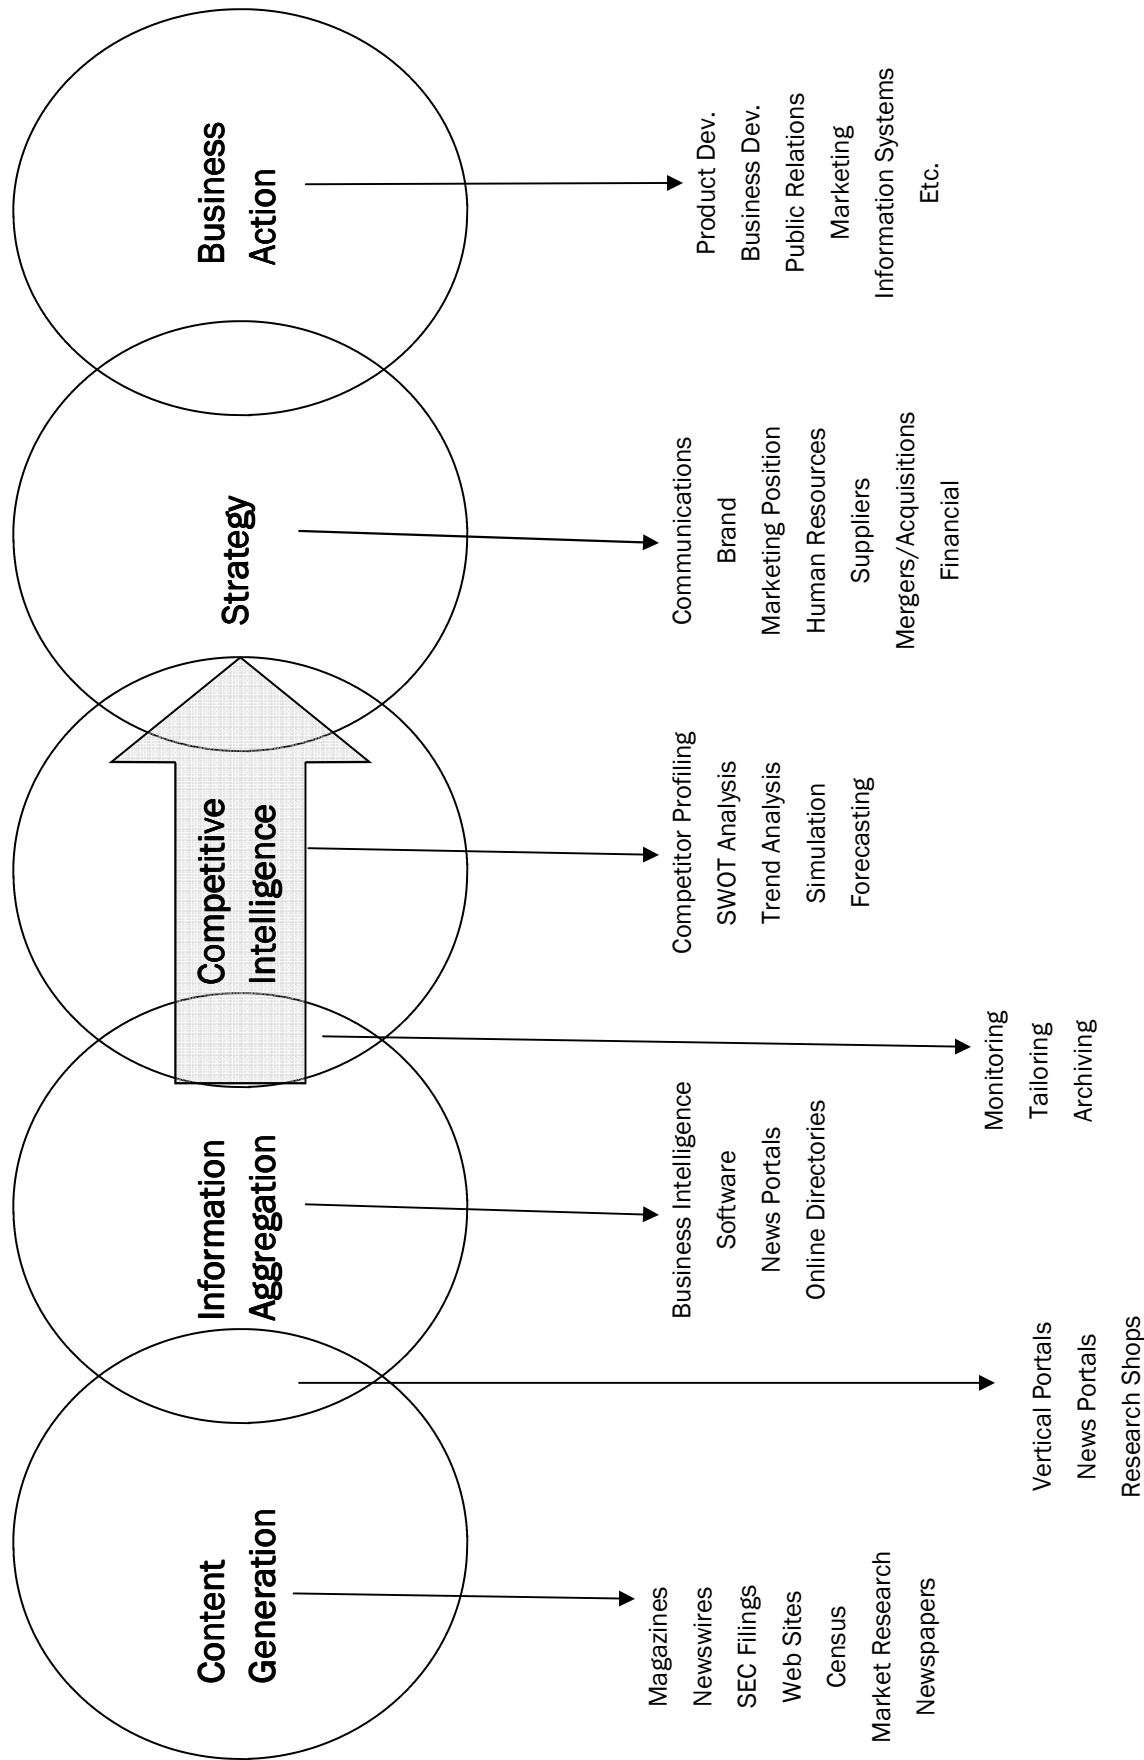 Content
Generation
Information
Aggregation
Competitive
Intelligence
Strategy
Business
Action
Magazines
Newswires
SEC Filings
Web Sites
Census
Market Research
Newspapers
Vertical Portals
News Portals
Research Shops
Business Intelligence
Software
News Portals
Online Directories
Monitoring
Tailoring
Archiving
Competitor Profiling
SWOT Analysis
Trend Analysis
Simulation
Forecasting
Communications
Brand
Marketing Position
Human Resources
Suppliers
Mergers/Acquisitions
Financial
Product Dev.
Business Dev.
Public Relations
Marketing
Information Systems
Etc.